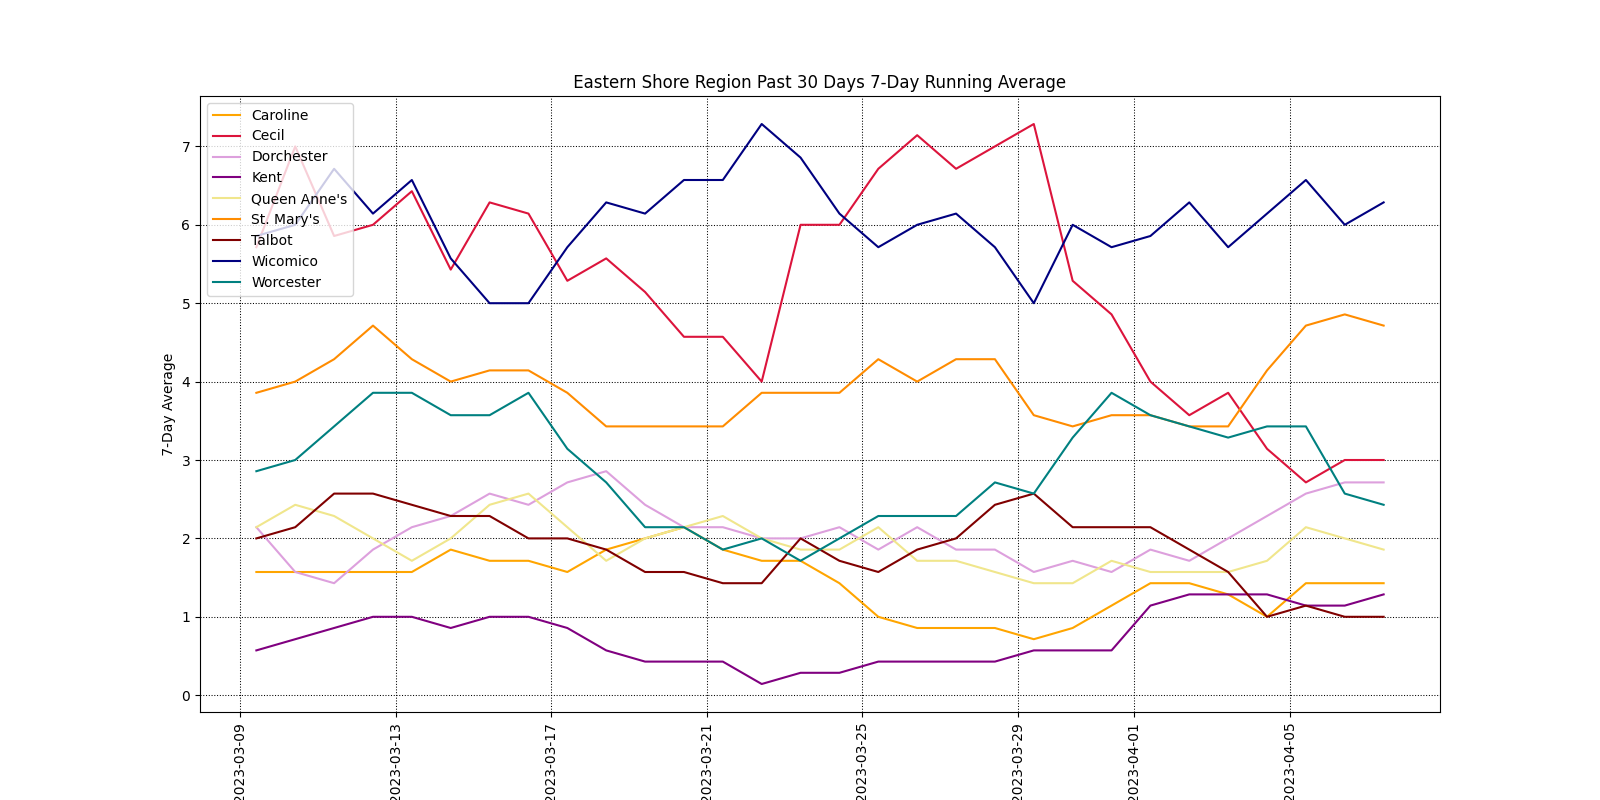 Eastern Shore Region Past 30 Days 7-Day Running Average
Caroline
Cecil
Dorchester
Kent
Queen Anne's
St. Mary's
Talbot
Wicomico
Worcester
7-Day Average
7
6
5
4
3
2
1
0
2023-03-09
2023-03-13
2023-03-17
2023-03-21
2023-03-25
2023-03-29
2023-04-01
2023-04-05